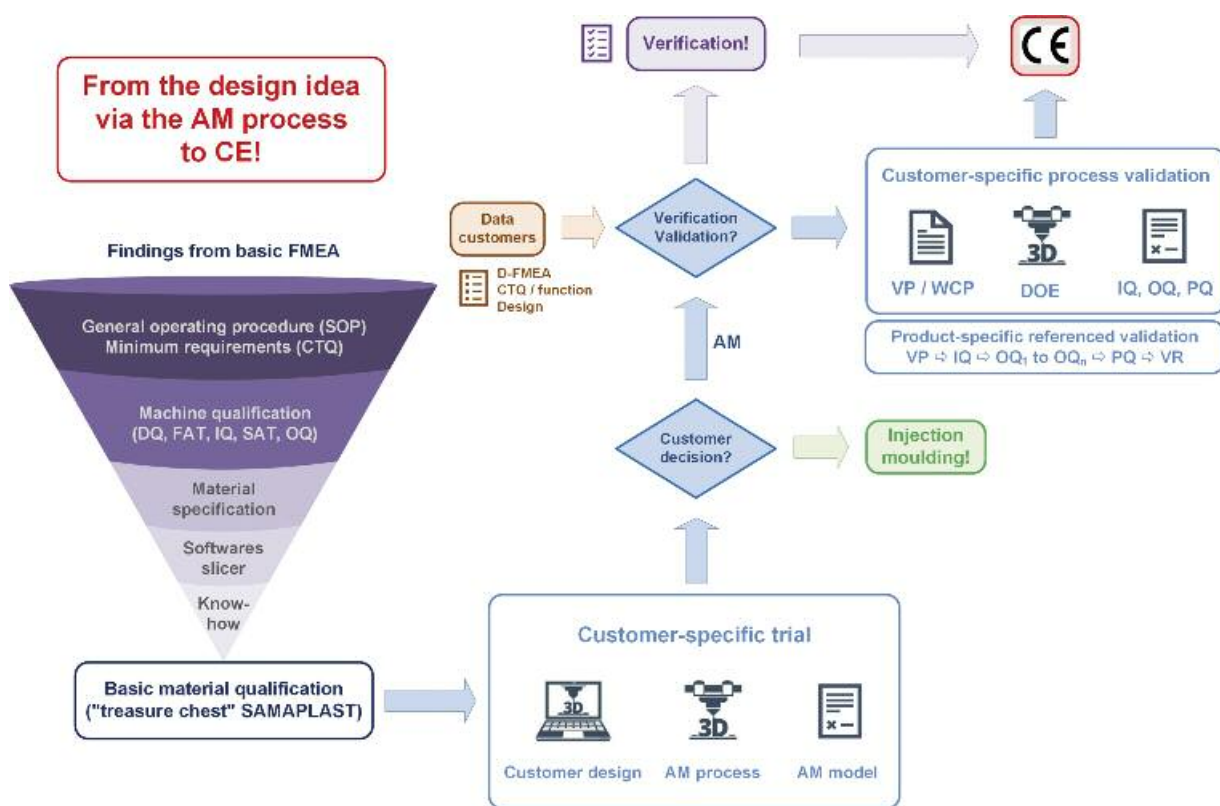 From the design idea
via the AM process
to CE!
Findings from basic FMEA
General operating procedure (SOP)
Minimum requirements (CTQ)
Machine qualification
(DQ, FAT, IQ, SAT, OQ)
Material
specification
Softwares
slicer
Know-
how
Basic material qualification
("treasure chest" SAMAPLAST)
Customer-specific trial
3D
3D
Customer design
AM process
AM model
Customer
decision?
Injection
moulding!
AM
Data
customers
D-FMEA
CTQ / function
Design
Verification
Validation?
Verification!
CE
Customer-specific process validation
3D
VP / WCP
DOE
IQ, OQ, PQ
Product-specific referenced validation
VP ⇨ IQ ⇨ OQ₁ to OQₙ ⇨ PQ ⇨ VR